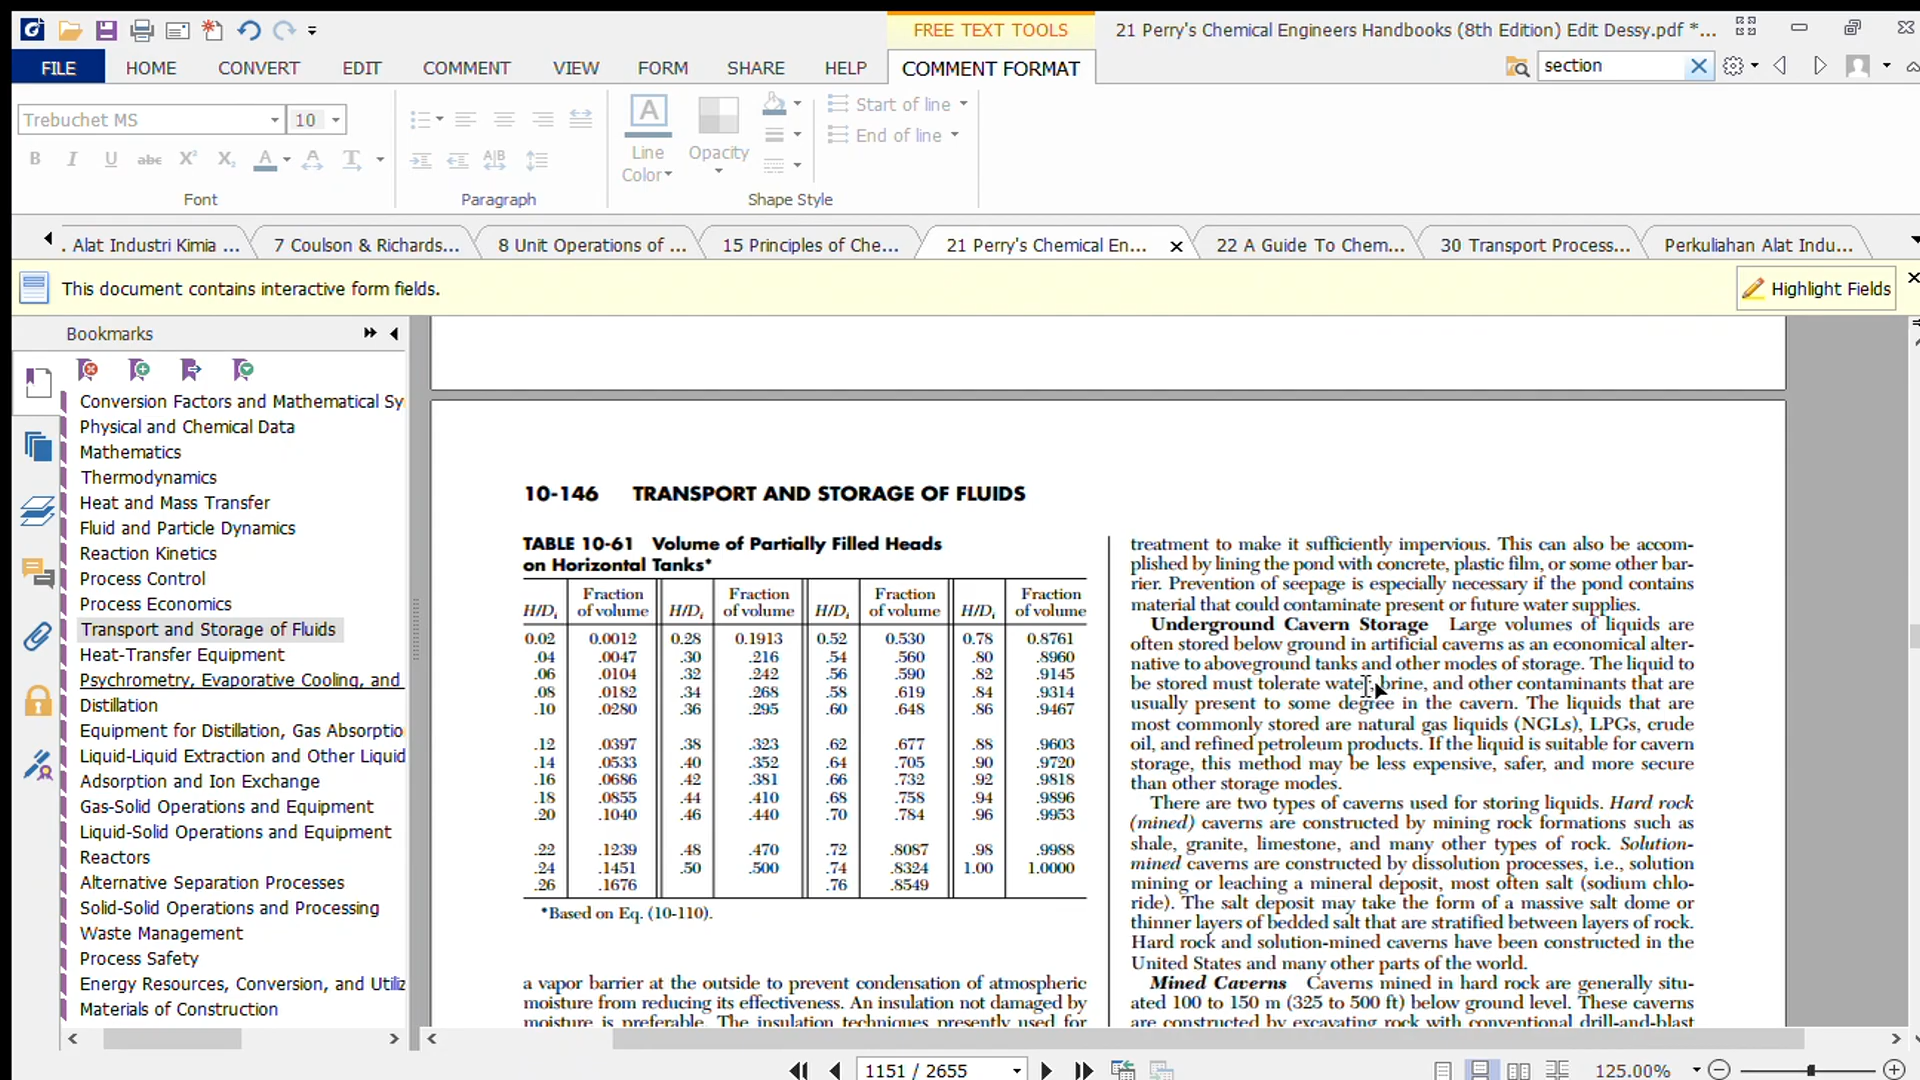 FREE TEXT TOOLS
21 Perry's Chemical Engineers Handbooks (8th Edition) Edit Dessy.pdf *...
FILE HOME CONVERT EDIT COMMENT VIEW FORM SHARE HELP COMMENT FORMAT
section
Trebuchet MS 10
Start of line
End of line
Line Color
Opacity
Font Paragraph Shape Style
. Alat Industri Kimia ... 7 Coulson & Richards... 8 Unit Operations of ... 15 Principles of Che... 21 Perry's Chemical En... 22 A Guide To Chem... 30 Transport Process... Perkuliahan Alat Indu...
This document contains interactive form fields.
Highlight Fields
Bookmarks
Conversion Factors and Mathematical Sy
Physical and Chemical Data
Mathematics
Thermodynamics
Heat and Mass Transfer
Fluid and Particle Dynamics
Reaction Kinetics
Process Control
Process Economics
Transport and Storage of Fluids
Heat-Transfer Equipment
Psychrometry, Evaporative Cooling, and
Distillation
Equipment for Distillation, Gas Absorptio
Liquid-Liquid Extraction and Other Liquid
Adsorption and Ion Exchange
Gas-Solid Operations and Equipment
Liquid-Solid Operations and Equipment
Reactors
Alternative Separation Processes
Solid-Solid Operations and Processing
Waste Management
Process Safety
Energy Resources, Conversion, and Utiliz
Materials of Construction
10-146 TRANSPORT AND STORAGE OF FLUIDS
TABLE 10-61 Volume of Partially Filled Heads
on Horizontal Tanks*
Fraction Fraction Fraction Fraction
H/Di of volume H/Di of volume H/Di of volume H/Di of volume
0.02 0.0012 0.28 0.1913 0.52 0.530 0.78 0.8761
.04 .0047 .30 .216 .54 .560 .80 .8960
.06 .0104 .32 .242 .56 .590 .82 .9145
.08 .0182 .34 .268 .58 .619 .84 .9314
.10 .0280 .36 .295 .60 .648 .86 .9467
.12 .0397 .38 .323 .62 .677 .88 .9603
.14 .0533 .40 .352 .64 .705 .90 .9720
.16 .0686 .42 .381 .66 .732 .92 .9818
.18 .0855 .44 .410 .68 .758 .94 .9896
.20 .1040 .46 .440 .70 .784 .96 .9953
.22 .1239 .48 .470 .72 .8087 .98 .9988
.24 .1451 .50 .500 .74 .8324 1.00 1.0000
.26 .1676 .76 .8549
*Based on Eq. (10-110).
a vapor barrier at the outside to prevent condensation of atmospheric
moisture from reducing its effectiveness. An insulation not damaged by
moisture is preferable. The insulation techniques presently used for
treatment to make it sufficiently impervious. This can also be accom-
plished by lining the pond with concrete, plastic film, or some other bar-
rier. Prevention of seepage is especially necessary if the pond contains
material that could contaminate present or future water supplies.
Underground Cavern Storage Large volumes of liquids are
often stored below ground in artificial caverns as an economical alter-
native to aboveground tanks and other modes of storage. The liquid to
be stored must tolerate water, brine, and other contaminants that are
usually present to some degree in the cavern. The liquids that are
most commonly stored are natural gas liquids (NGLs), LPGs, crude
oil, and refined petroleum products. If the liquid is suitable for cavern
storage, this method may be less expensive, safer, and more secure
than other storage modes.
There are two types of caverns used for storing liquids. Hard rock
(mined) caverns are constructed by mining rock formations such as
shale, granite, limestone, and many other types of rock. Solution-
mined caverns are constructed by dissolution processes, i.e., solution
mining or leaching a mineral deposit, most often salt (sodium chlo-
ride). The salt deposit may take the form of a massive salt dome or
thinner layers of bedded salt that are stratified between layers of rock.
Hard rock and solution-mined caverns have been constructed in the
United States and many other parts of the world.
Mined Caverns Caverns mined in hard rock are generally situ-
ated 100 to 150 m (325 to 500 ft) below ground level. These caverns
are constructed by excavating rock with conventional drill-and-blast
1151 / 2655
125.00%